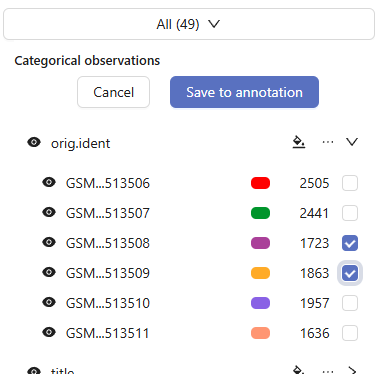 All (49)
Categorical observations
Cancel Save to annotation
orig.ident ...
GSM...513506 2505
GSM...513507 2441
GSM...513508 1723
GSM...513509 1863
GSM...513510 1957
GSM...513511 1636
title ...